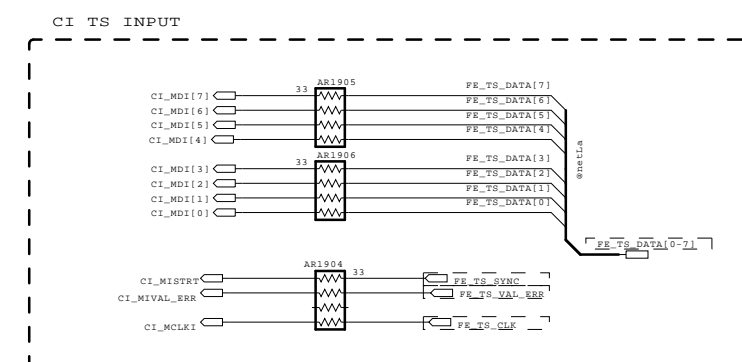 CI TS INPUT
AR1905
33
FE_TS_DATA[7]
CI_MDI[7]
FE_TS_DATA[6]
CI_MDI[6]
FE_TS_DATA[5]
CI_MDI[5]
FE_TS_DATA[4]
CI_MDI[4]
AR1906
33
FE_TS_DATA[3]
CI_MDI[3]
FE_TS_DATA[2]
CI_MDI[2]
FE_TS_DATA[1]
CI_MDI[1]
FE_TS_DATA[0]
CI_MDI[0]
@netLa
FE_TS_DATA[0-7]
AR1904
33
CI_MISTRT
FE_TS_SYNC
CI_MIVAL_ERR
FE_TS_VAL_ERR
CI_MCLKI
FE_TS_CLK